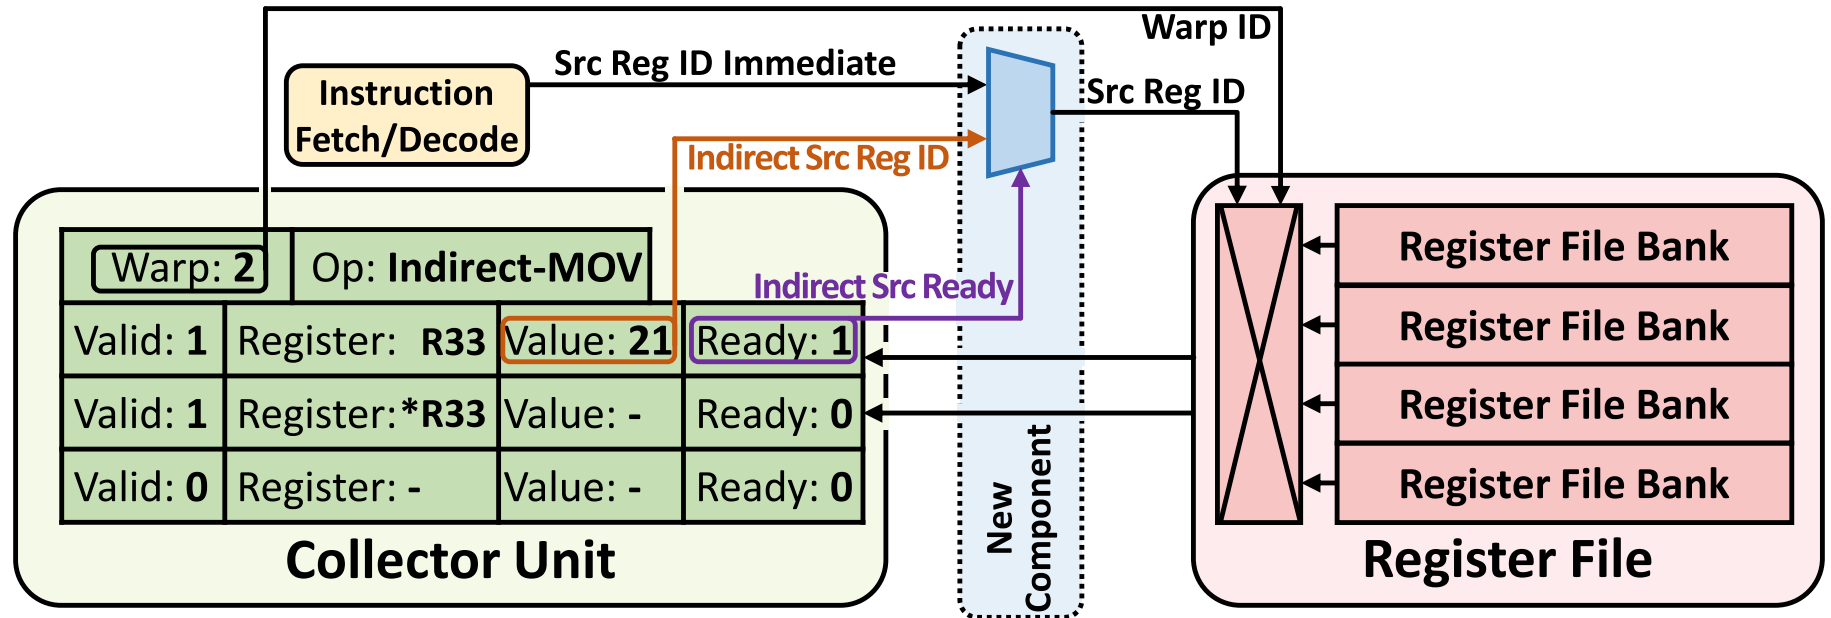 Warp ID
Src Reg ID Immediate
Instruction
Fetch/Decode
Src Reg ID
Indirect Src Reg ID
Warp: 2
Op: Indirect-MOV
Indirect Src Ready
Valid: 1
Register: R33
Value: 21
Ready: 1
Valid: 1
Register:*R33
Value: -
Ready: 0
Valid: 0
Register: -
Value: -
Ready: 0
Collector Unit
New
Component
Register File Bank
Register File Bank
Register File Bank
Register File Bank
Register File